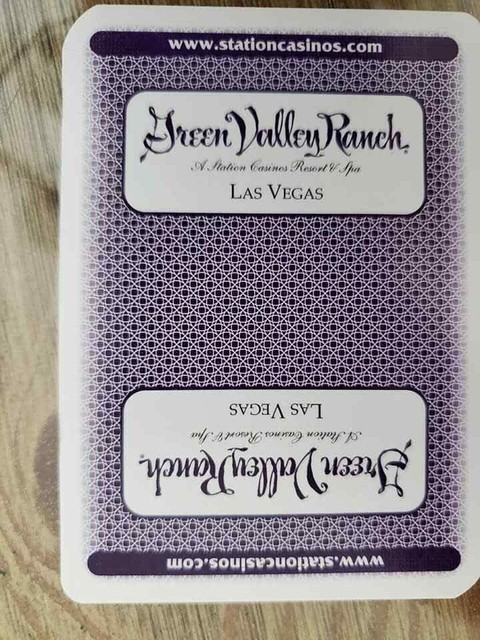 www.stationcasinos.com
Green Valley Ranch
A Station Casinos Resort & Spa
LAS VEGAS
LAS VEGAS
A Station Casinos Resort & Spa
Green Valley Ranch
www.stationcasinos.com